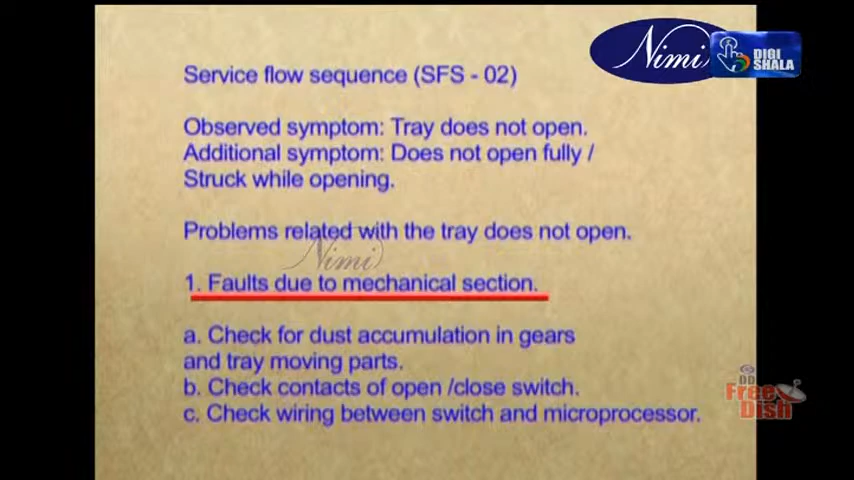 Nimi
DIGI
SHALA
Service flow sequence (SFS - 02)
Observed symptom: Tray does not open.
Additional symptom: Does not open fully /
Struck while opening.
Problems related with the tray does not open.
Nimi
1. Faults due to mechanical section.
a. Check for dust accumulation in gears
and tray moving parts.
b. Check contacts of open /close switch.
c. Check wiring between switch and microprocessor.
DD
Free
Dish